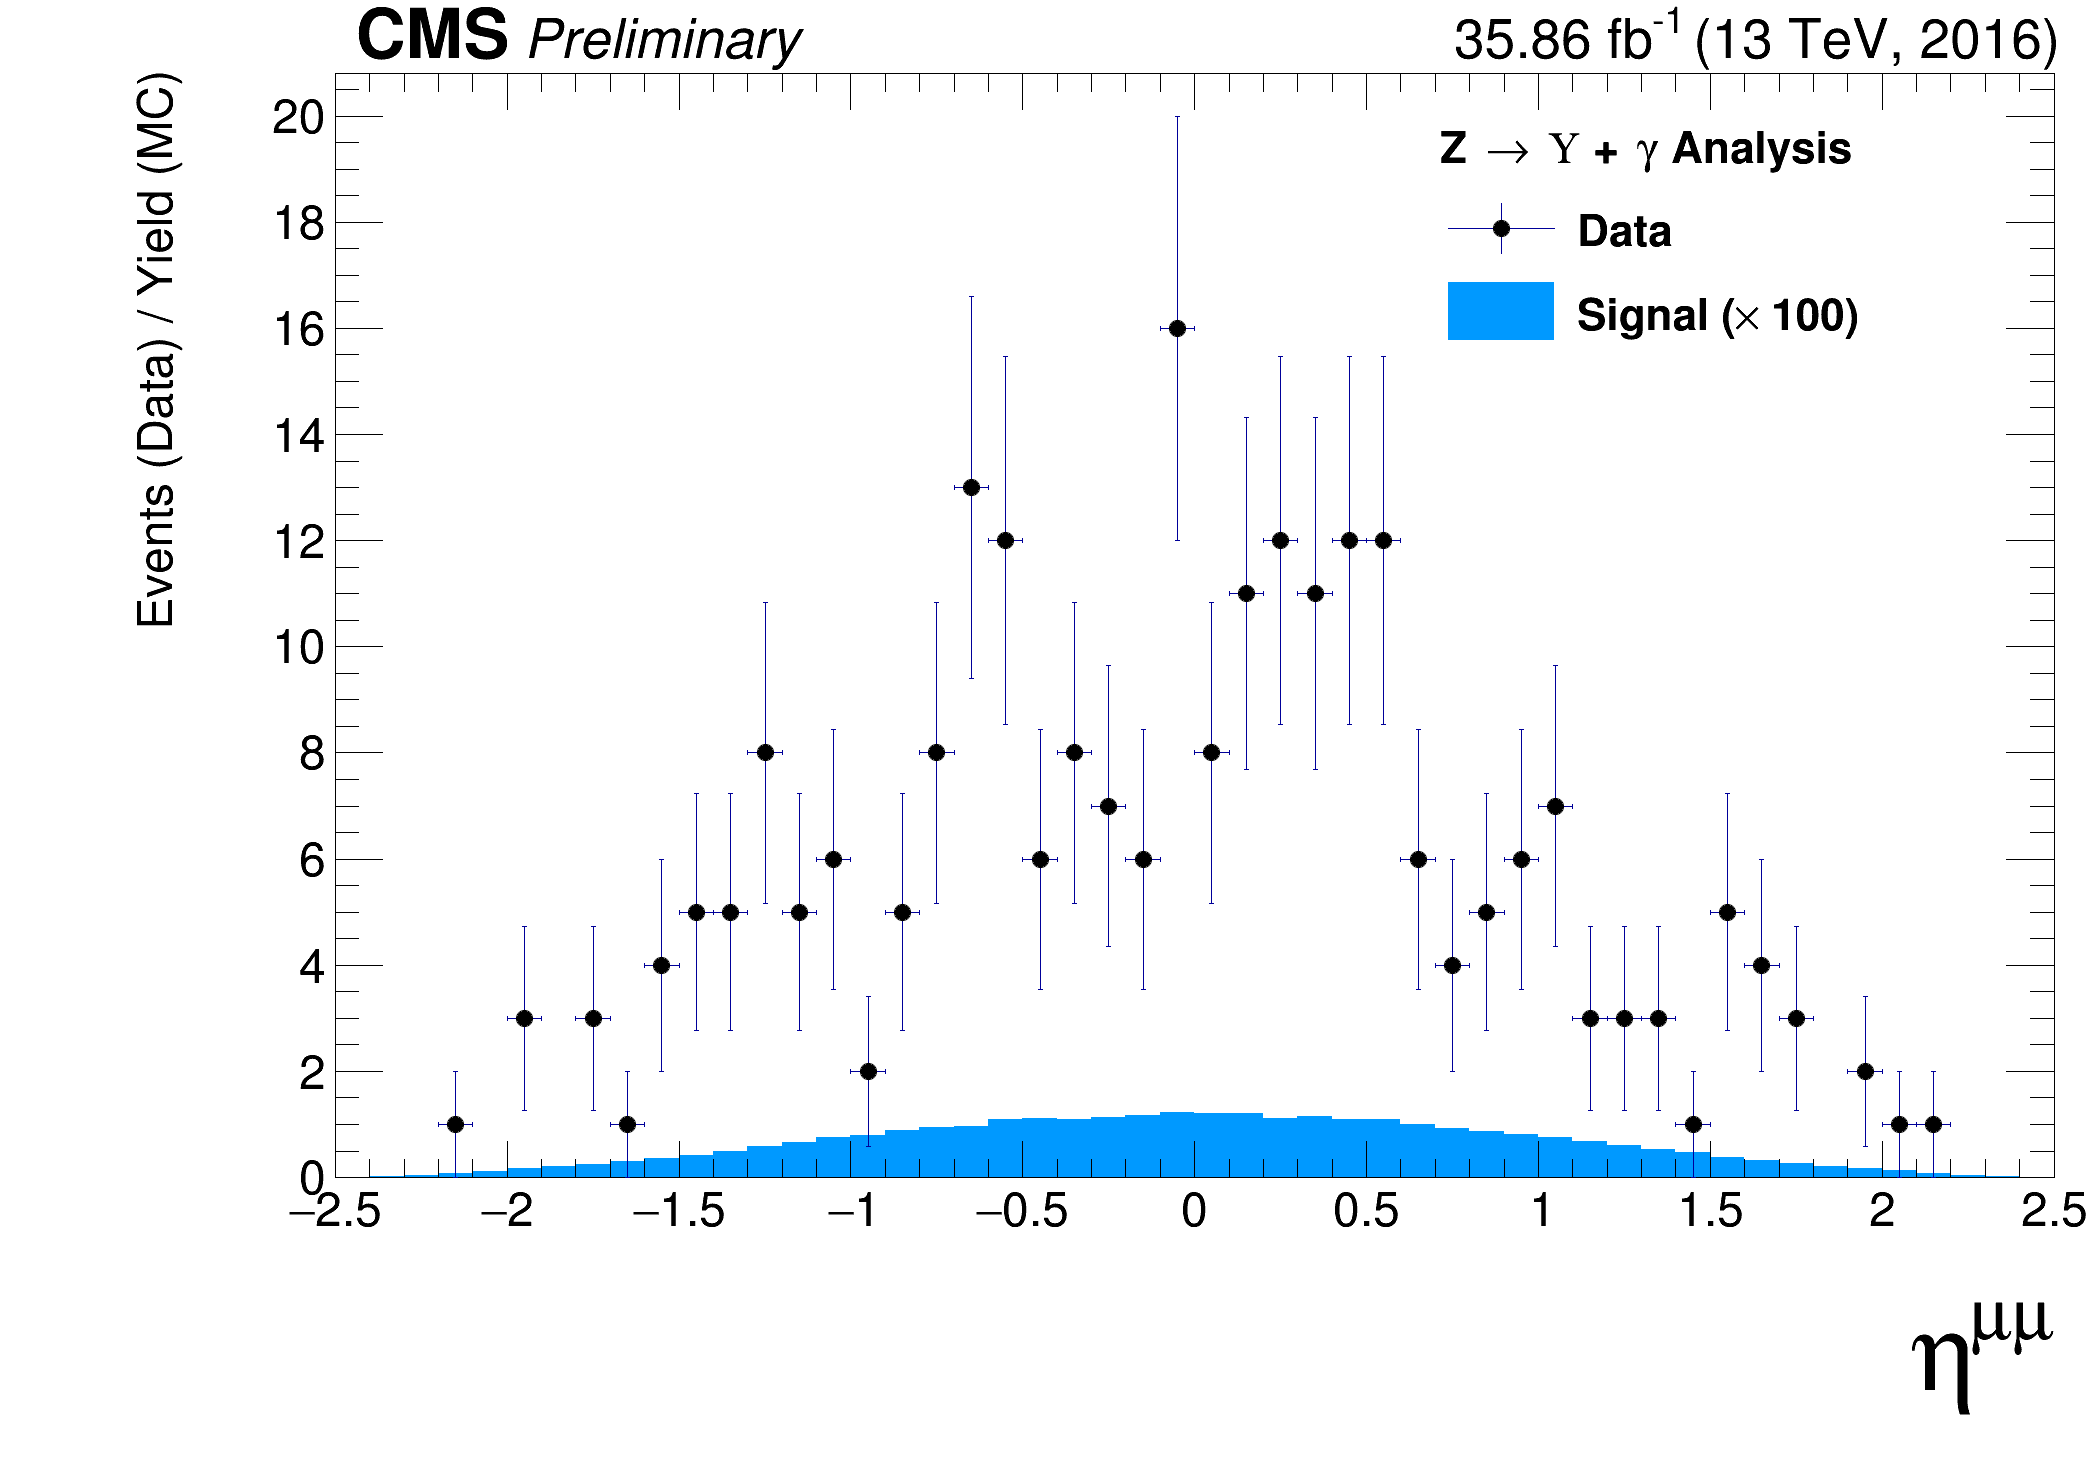 CMS Preliminary
35.86 fb⁻¹ (13 TeV, 2016)
Events (Data) / Yield (MC)
Z → ϒ + γ Analysis
Data
Signal (× 100)
20
18
16
14
12
10
8
6
4
2
0
−2.5 −2 −1.5 −1 −0.5 0 0.5 1 1.5 2 2.5
η^μμ